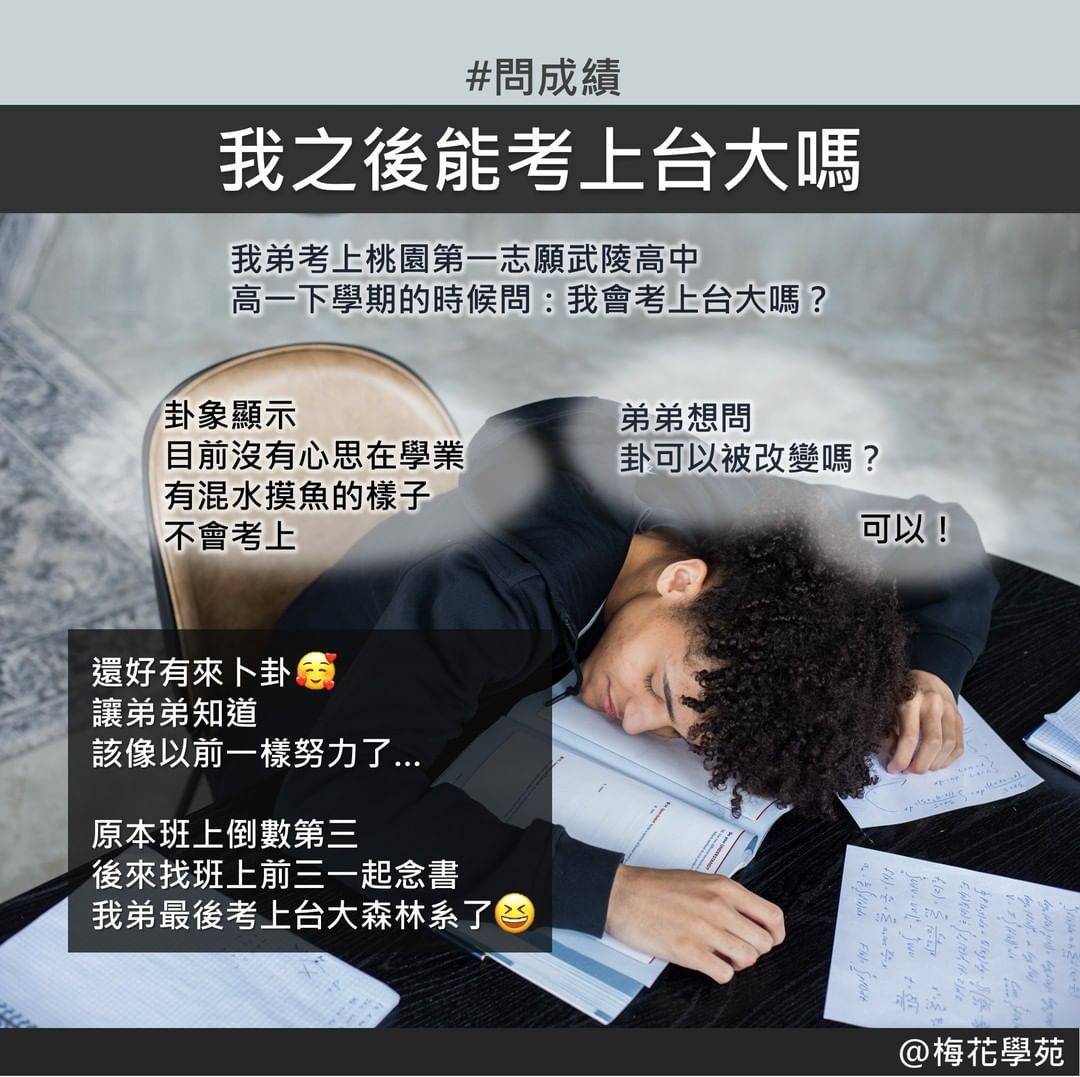 #問成績
我之後能考上台大嗎
我弟考上桃園第一志願武陵高中
高一下學期的時候問：我會考上台大嗎？
卦象顯示
目前沒有心思在學業
有混水摸魚的樣子
不會考上
弟弟想問
卦可以被改變嗎？
可以！
還好有來卜卦🥰
讓弟弟知道
該像以前一樣努力了...
原本班上倒數第三
後來找班上前三一起念書
我弟最後考上台大森林系了😆
@梅花學苑